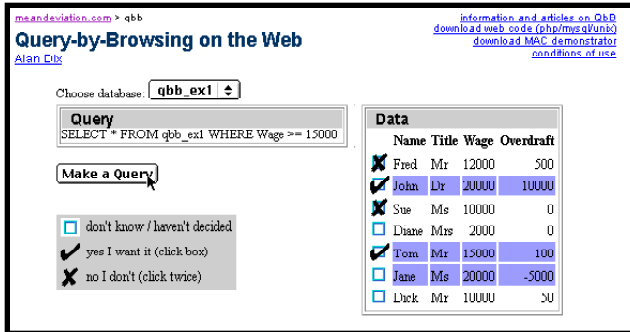 meandeviation.com > qbb
information and articles on QbB
download web code (php/mysql/unix)
download MAC demonstrator
conditions of use
Query-by-Browsing on the Web
Alan Dix
Choose database: qbb_ex1
Query
SELECT * FROM qbb_ex1 WHERE Wage >= 15000
Make a Query
don't know / haven't decided
yes I want it (click box)
no I don't (click twice)
Data
Name Title Wage Overdraft
Fred Mr 12000 500
John Dr 20000 10000
Sue Ms 10000 0
Diane Mrs 2000 0
Tom Mr 15000 100
Jane Ms 20000 -5000
Dick Mr 10000 50